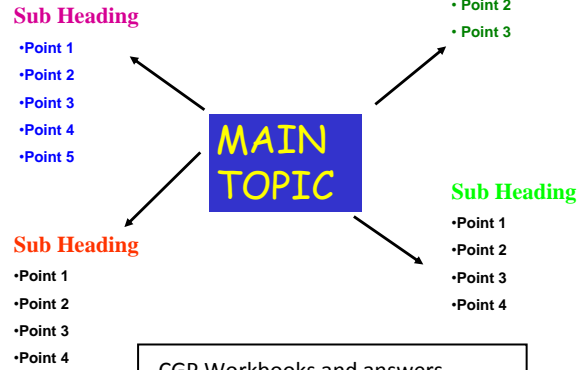 Sub Heading
•Point 1
•Point 2
•Point 3
•Point 4
•Point 5
• Point 2
• Point 3
MAIN
TOPIC
Sub Heading
•Point 1
•Point 2
•Point 3
•Point 4
Sub Heading
•Point 1
•Point 2
•Point 3
•Point 4
CGP Workbooks and answers